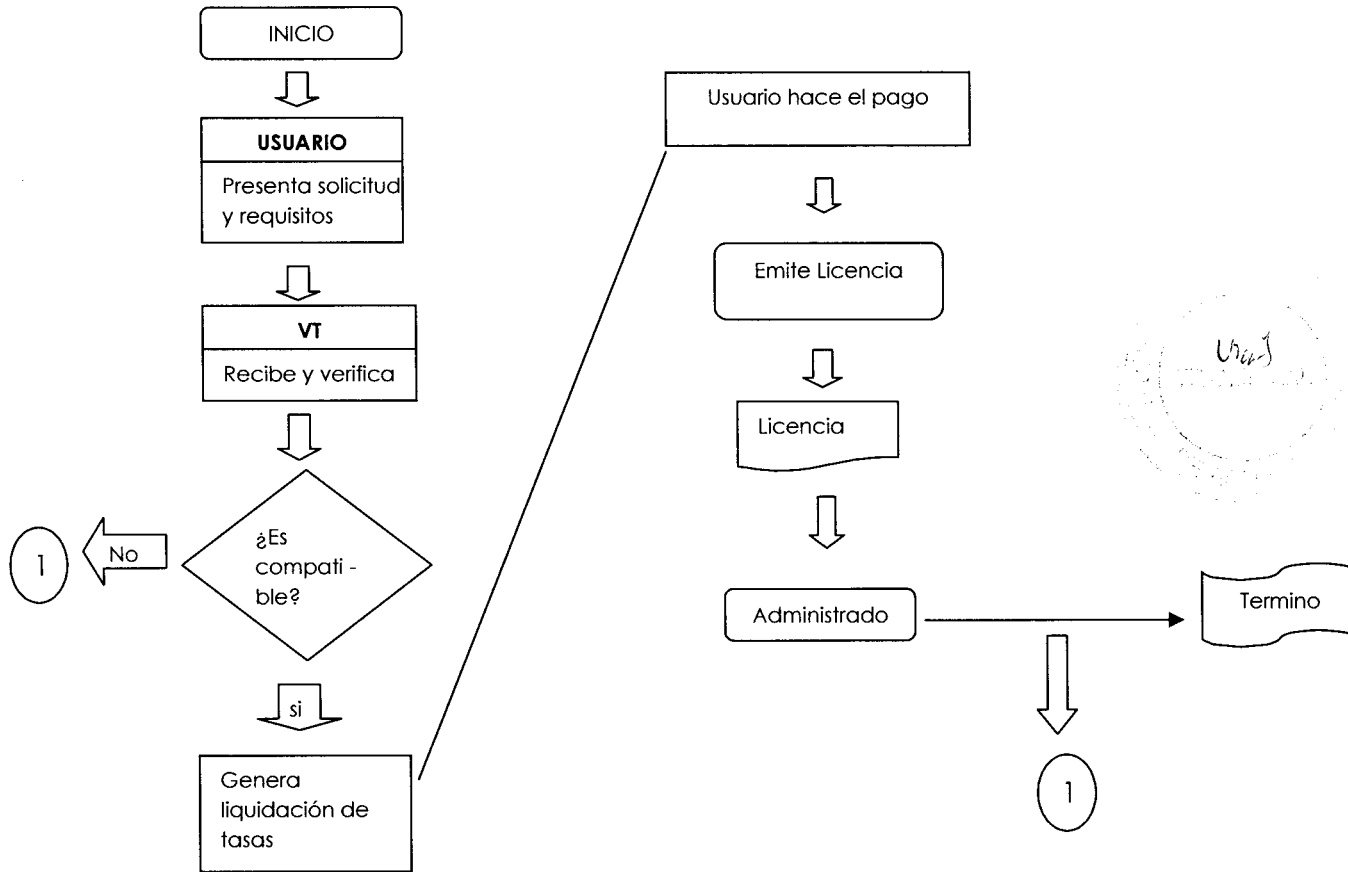 INICIO
USUARIO
Presenta solicitud
y requisitos
VT
Recibe y verifica
¿Es
compati -
ble?
No
1
si
Genera
liquidación de
tasas
Usuario hace el pago
Emite Licencia
Licencia
Administrado
Termino
1